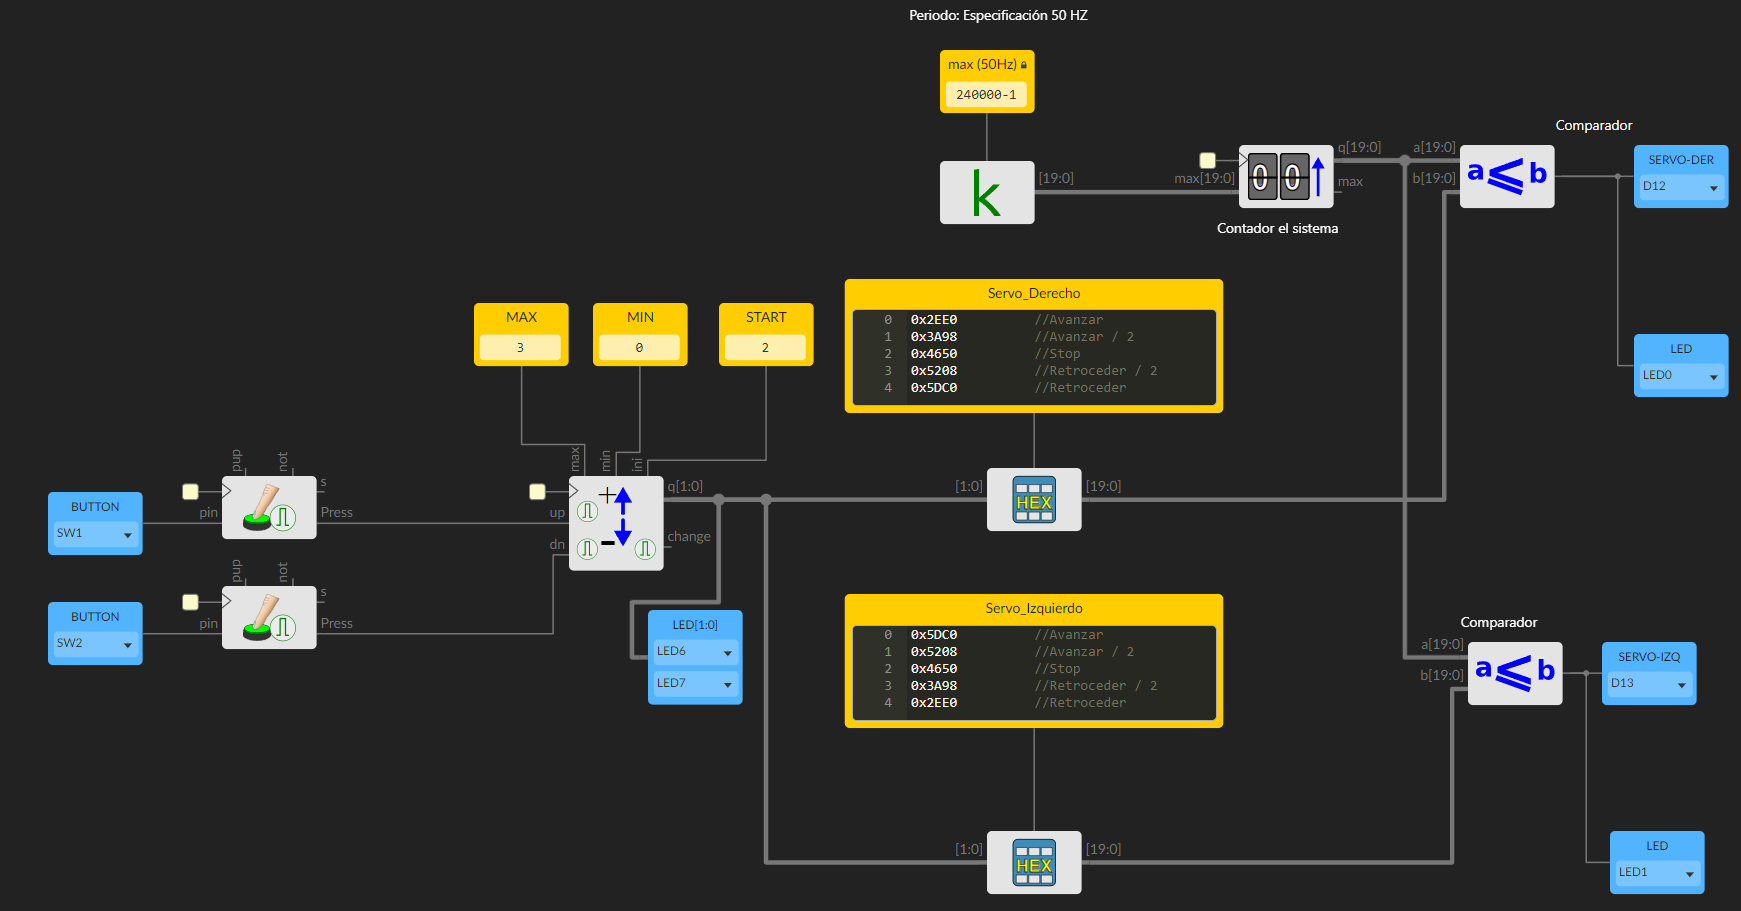 Periodo: Especificación 50 HZ
max (50Hz)
240000-1
k
[19:0]
max[19:0]
0 0
q[19:0]
max
Contador el sistema
Comparador
a[19:0]
b[19:0]
a⩽b
SERVO-DER
D12
LED
LED0
MAX
3
MIN
0
START
2
Servo_Derecho
0 0x2EE0 //Avanzar
1 0x3A98 //Avanzar / 2
2 0x4650 //Stop
3 0x5208 //Retroceder / 2
4 0x5DC0 //Retroceder
BUTTON
SW1
pup
not
pin
s
Press
BUTTON
SW2
pup
not
pin
s
Press
max
min
ini
up
dn
+
-
q[1:0]
change
LED[1:0]
LED6
LED7
[1:0]
HEX
[19:0]
Servo_Izquierdo
0 0x5DC0 //Avanzar
1 0x5208 //Avanzar / 2
2 0x4650 //Stop
3 0x3A98 //Retroceder / 2
4 0x2EE0 //Retroceder
[1:0]
HEX
[19:0]
Comparador
a[19:0]
b[19:0]
a⩽b
SERVO-IZQ
D13
LED
LED1